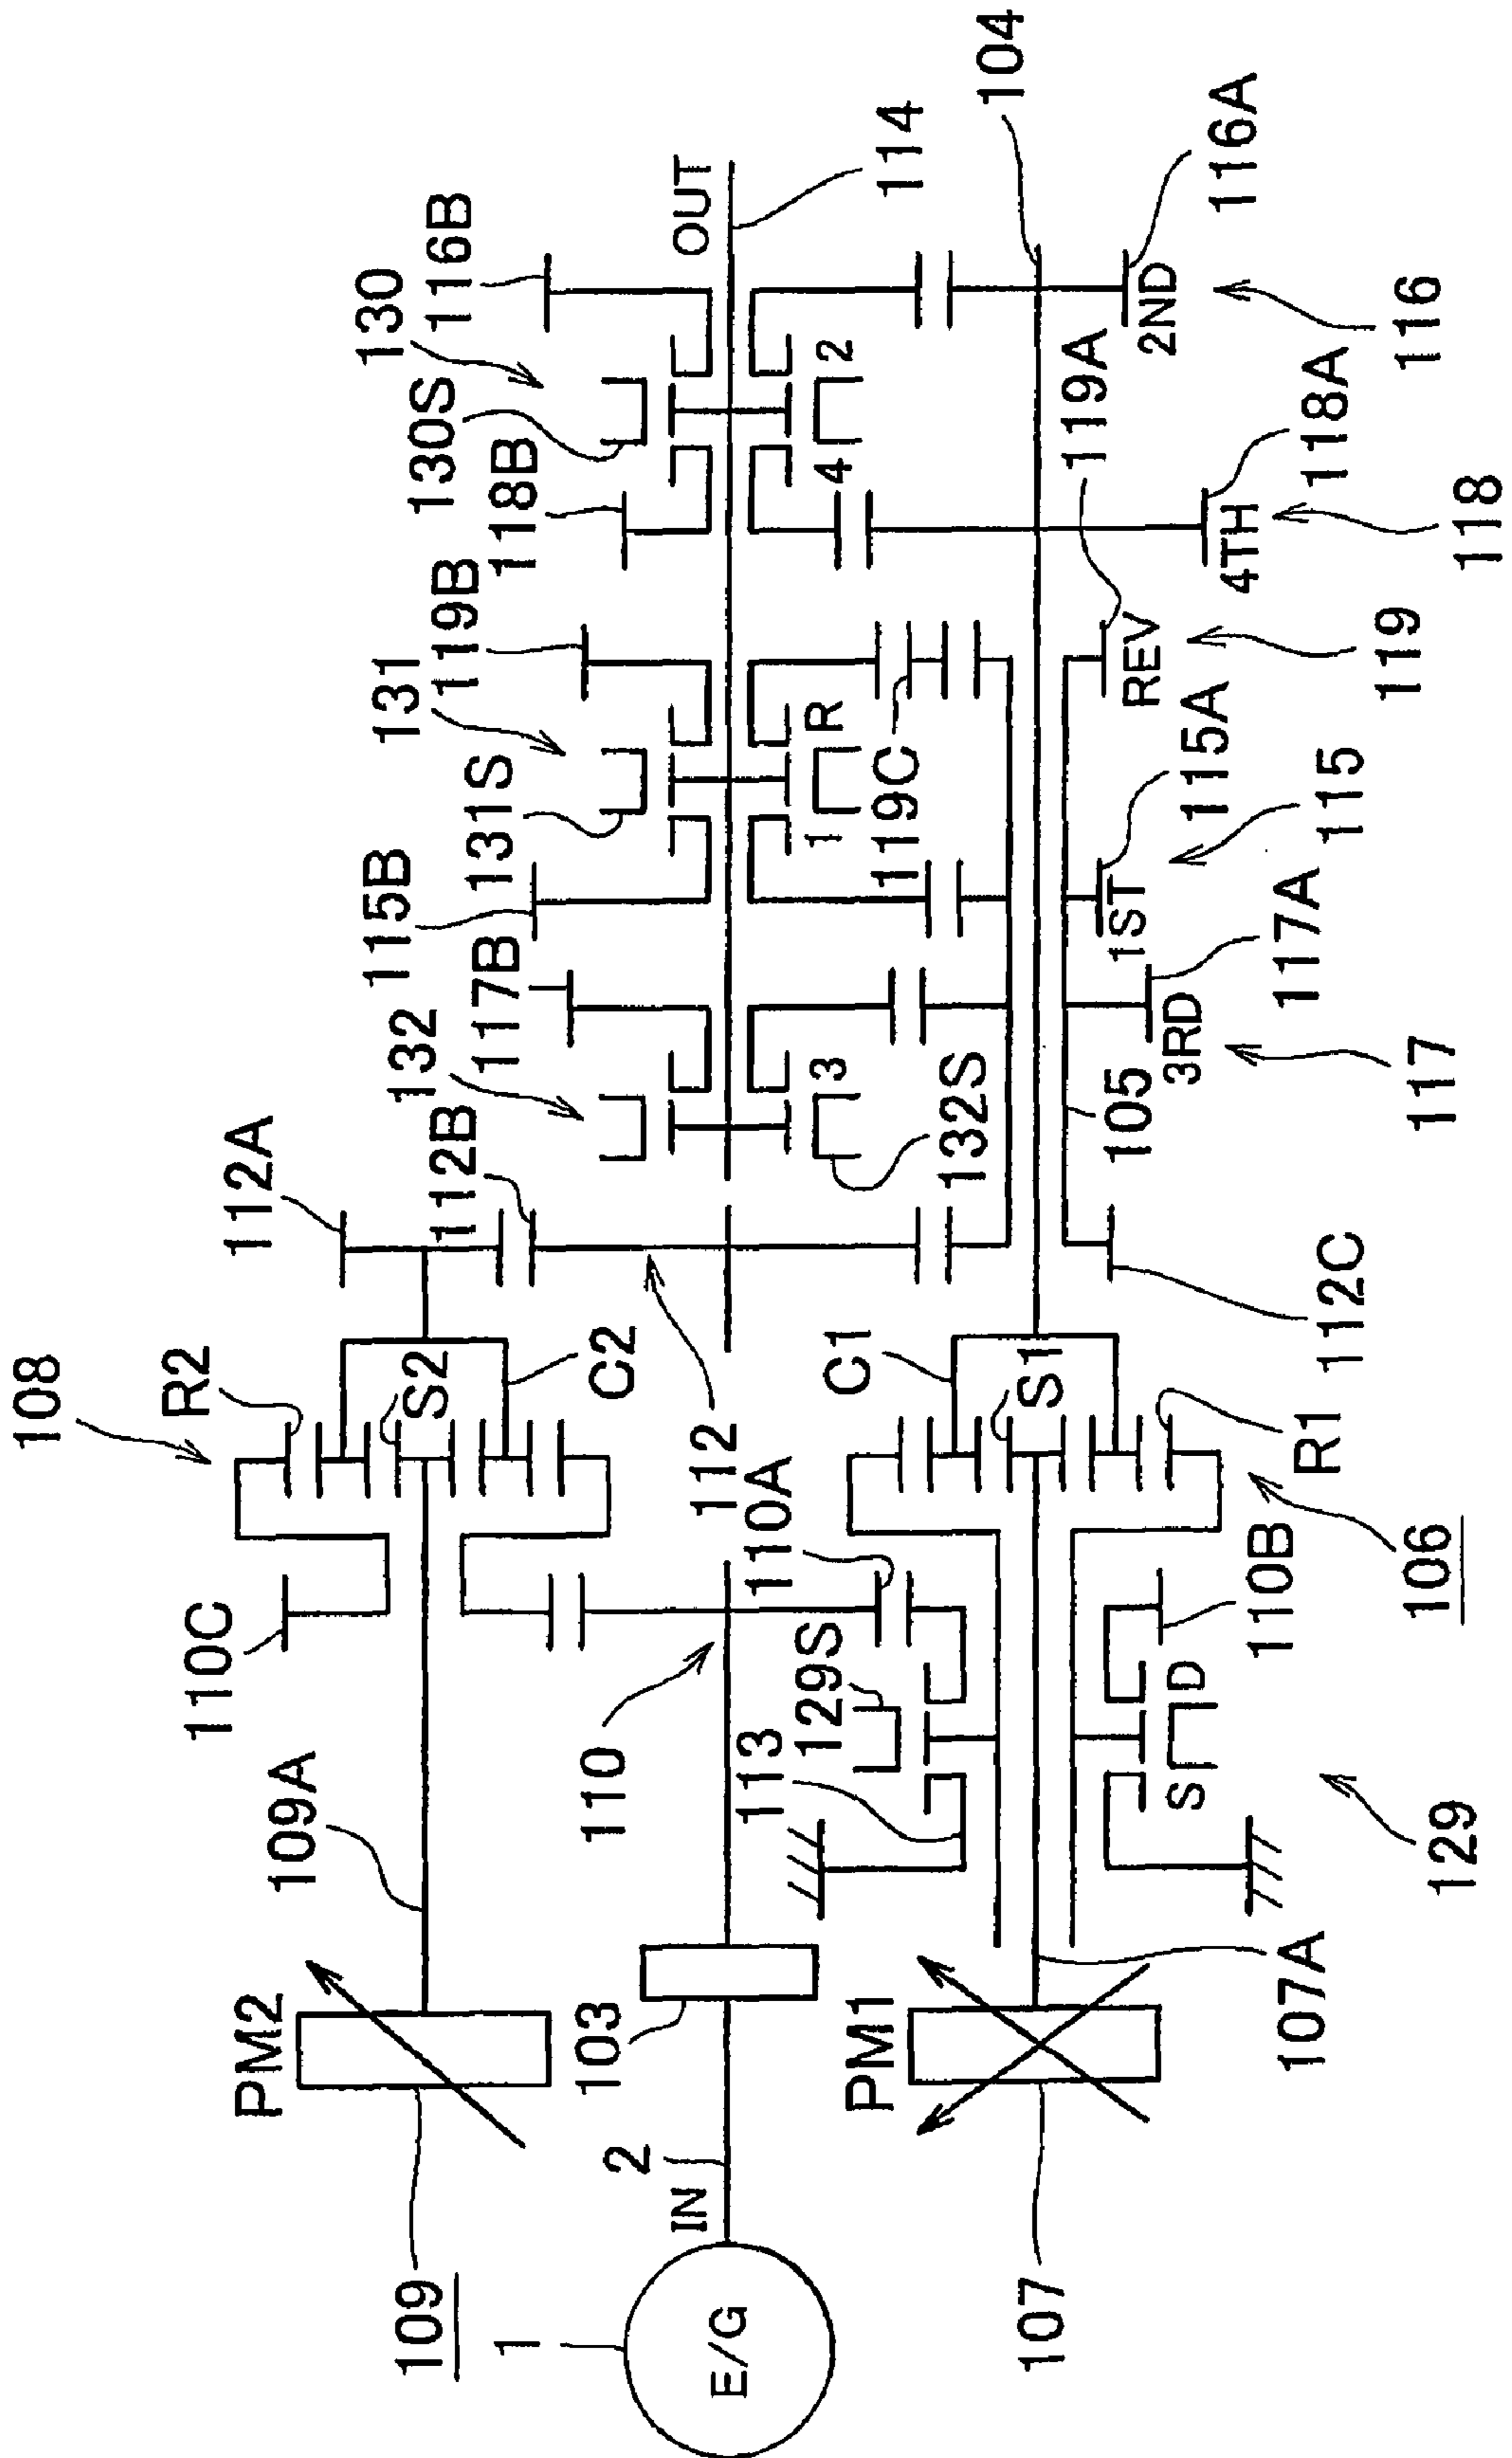 108
R2
112A
132
117B
115B
131S
131
119B
118B
130S
130
116B
OUT
114
104
116A
2ND
116
119A
118A
4TH
118
REV
119
115A
1ST
115
117A
3RD
117
105
132S
119C
112B
3
1
R
4
2
S2
C2
112
110A
C1
S1
112C
R1
106
110B
110C
109A
110
129S
113
S
D
129
PM2
109
103
2
IN
1
E/G
PM1
107
107A